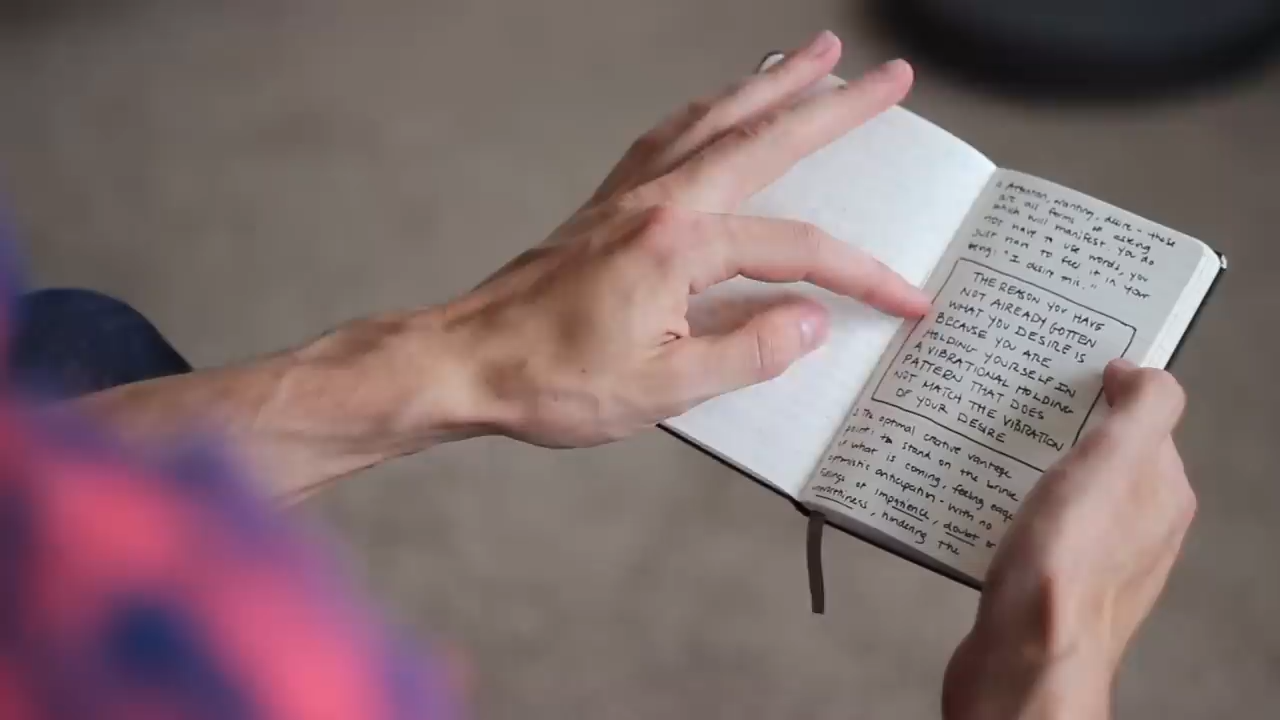 Attention, wanting, desire - these
are all forms of asking
which will manifest. You do
not have to use words, you
just have to feel it in your
being: "I desire this."
THE REASON YOU HAVE
NOT ALREADY GOTTEN
WHAT YOU DESIRE IS
BECAUSE YOU ARE
HOLDING YOURSELF IN
A VIBRATIONAL HOLDING
PATTERN THAT DOES
NOT MATCH THE VIBRATION
OF YOUR DESIRE
The optimal creative vantage
point: to stand on the brink
of what is coming, feeling eager
optimistic anticipation - with no
feelings of impatience, doubt or
unworthiness, hindering the